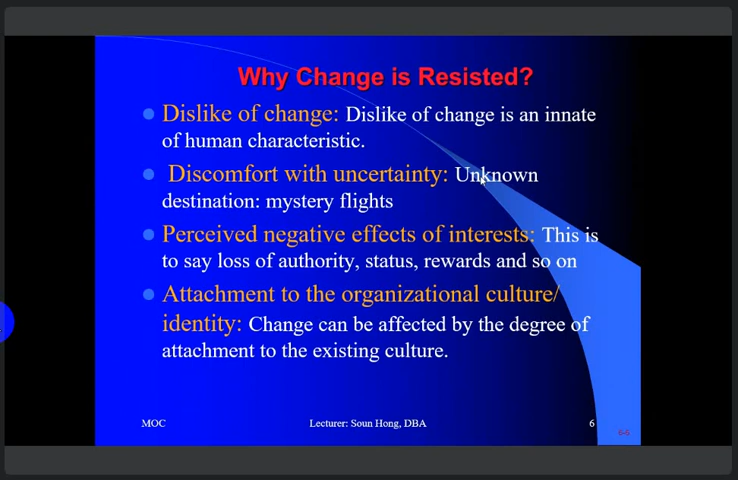 Why Change is Resisted?
Dislike of change: Dislike of change is an innate
of human characteristic.
Discomfort with uncertainty: Unknown
destination: mystery flights
Perceived negative effects of interests: This is
to say loss of authority, status, rewards and so on
Attachment to the organizational culture/
identity: Change can be affected by the degree of
attachment to the existing culture.
MOC Lecturer: Soun Hong, DBA 6